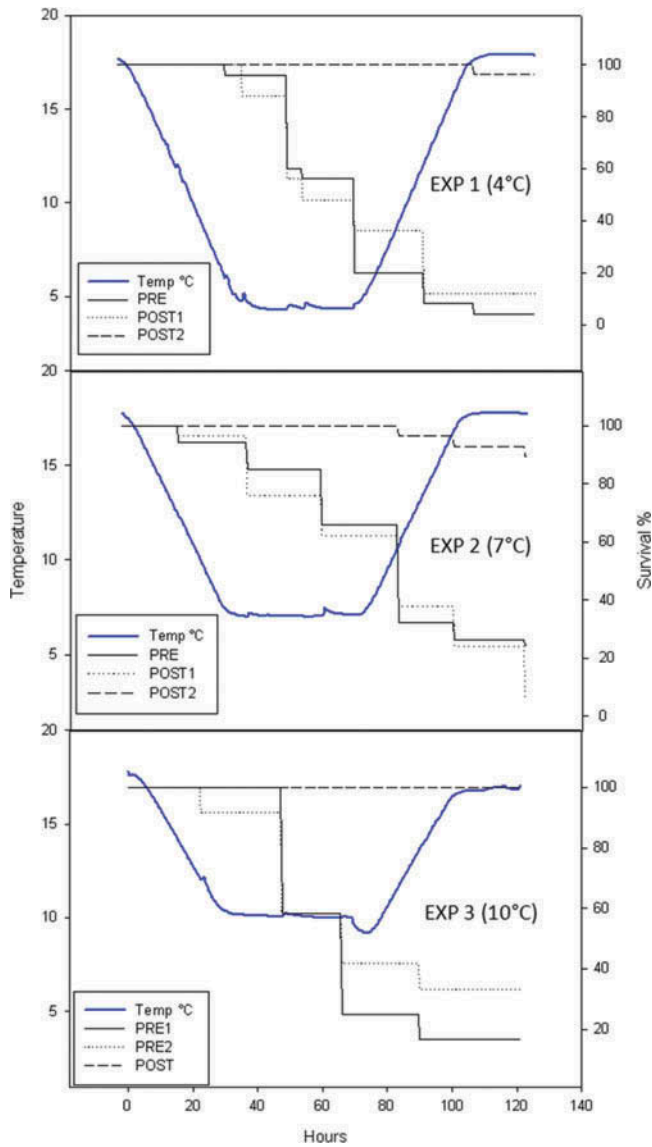 20
15
10
5
100
80
60
40
20
0
EXP 1 (4°C)
Temp °C
PRE
POST1
POST2
20
15
10
5
100
80
60
40
20
0
EXP 2 (7°C)
Temp °C
PRE
POST1
POST2
Temperature
Survival %
20
15
10
5
100
80
60
40
20
EXP 3 (10°C)
Temp °C
PRE1
PRE2
POST
0 20 40 60 80 100 120 140
Hours